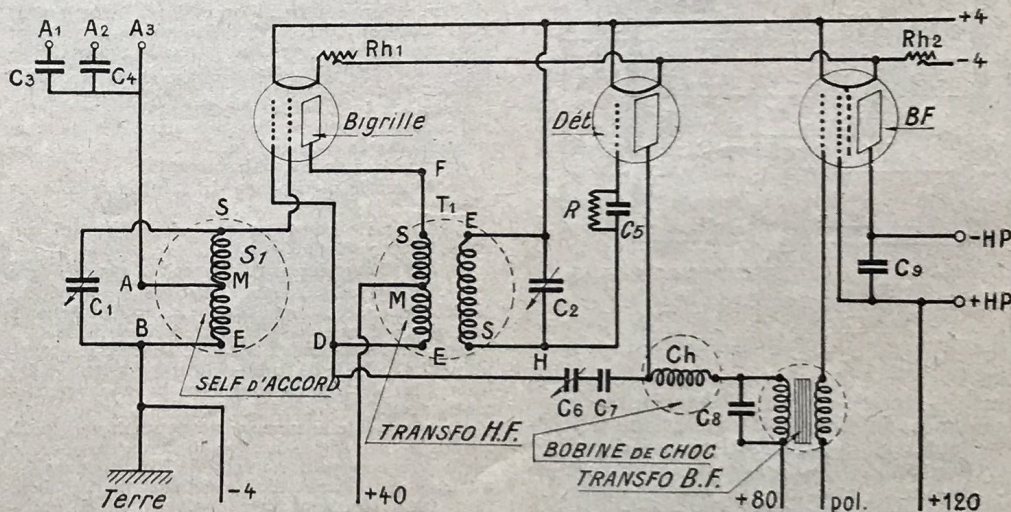 A1 A2 A3
+4
Rh1
Rh2
-4
C3 C4
Bigrille
Dét.
BF
F
T1
S
S1
S
E
R
C5
-HP
C9
A
M
M
C1
C2
+HP
B
E
D
E
S
H
SELF D'ACCORD
Ch
C6 C7
C8
TRANSFO H.F.
BOBINE DE CHOC
TRANSFO B.F.
Terre
-4
+40
+80
pol.
+120